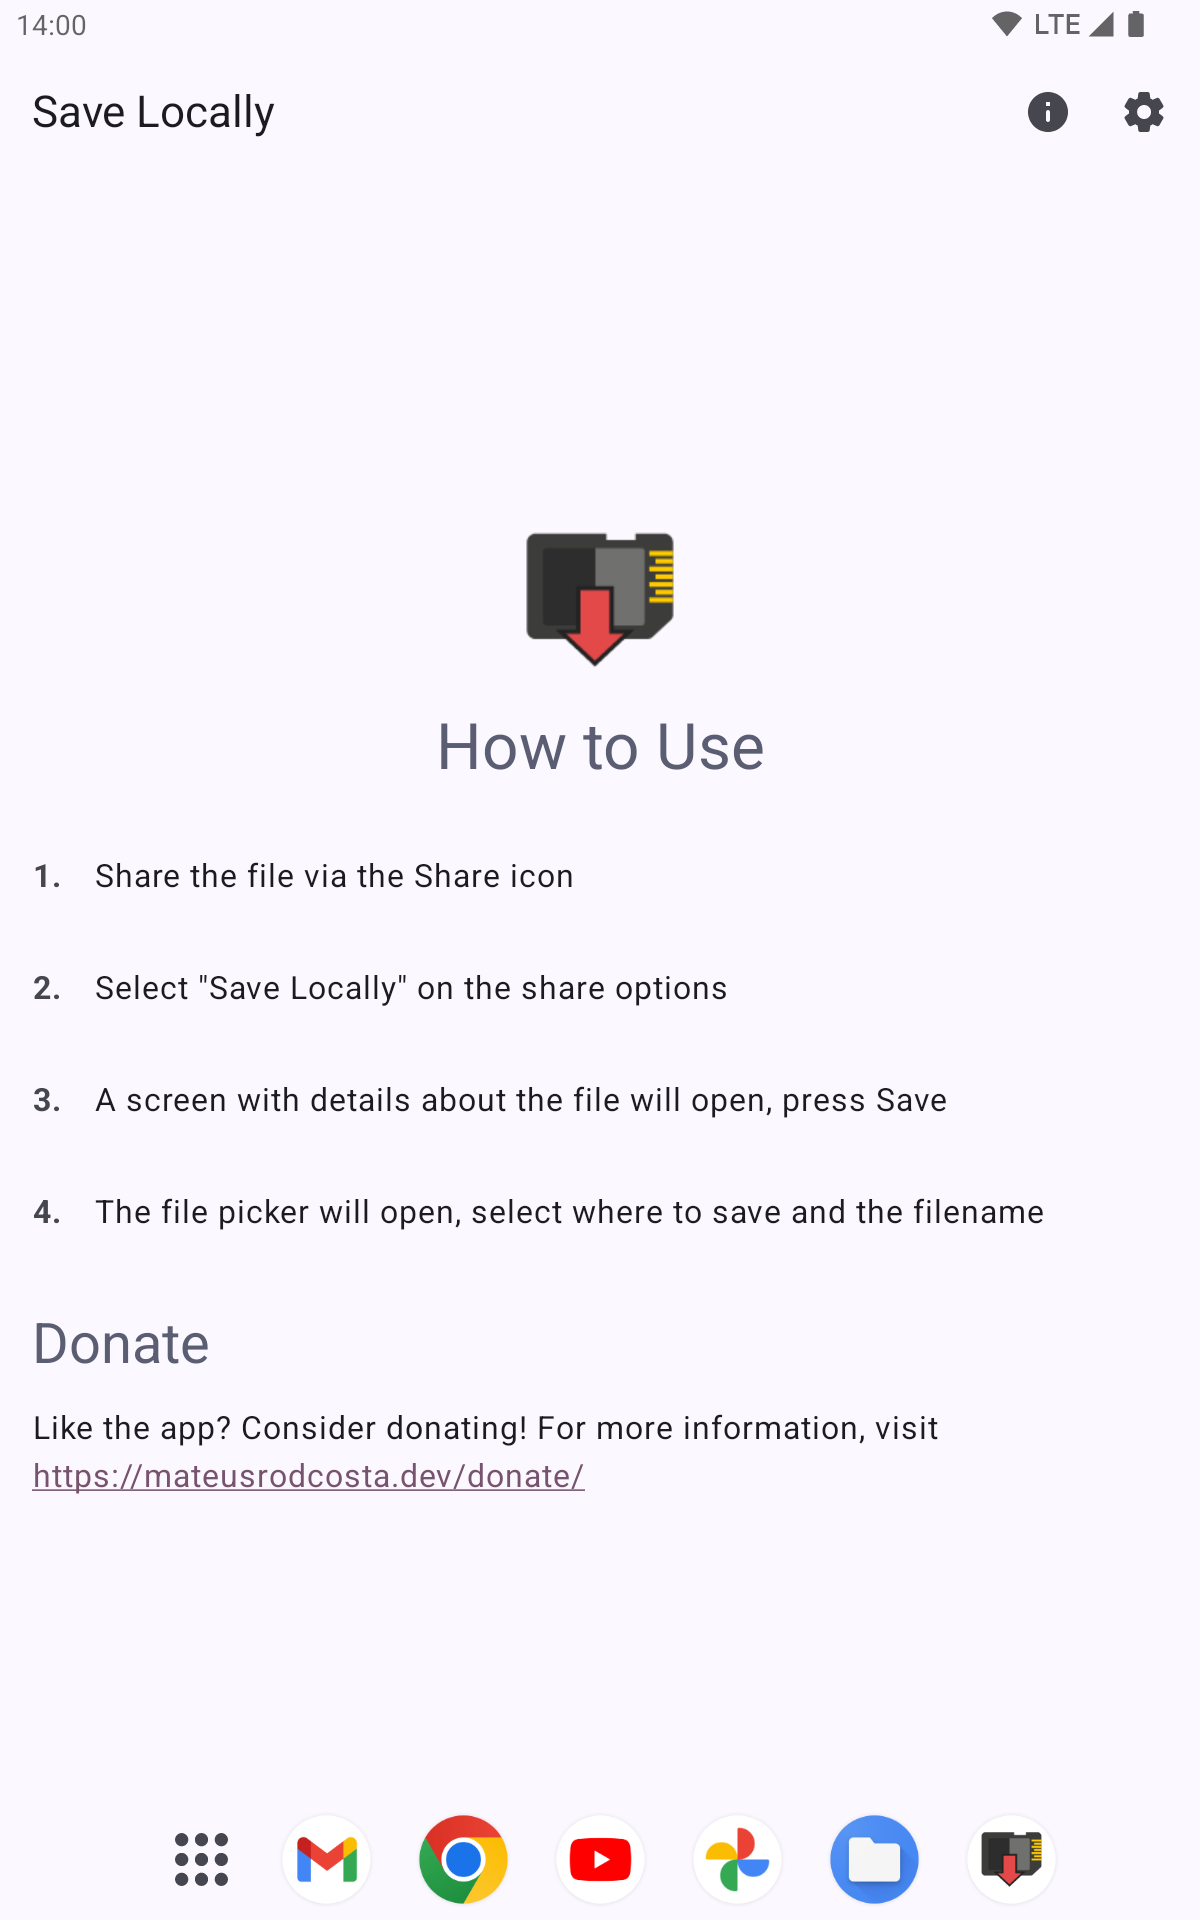 14:00
LTE
Save Locally
How to Use
1. Share the file via the Share icon
2. Select "Save Locally" on the share options
3. A screen with details about the file will open, press Save
4. The file picker will open, select where to save and the filename
Donate
Like the app? Consider donating! For more information, visit
https://mateusrodcosta.dev/donate/